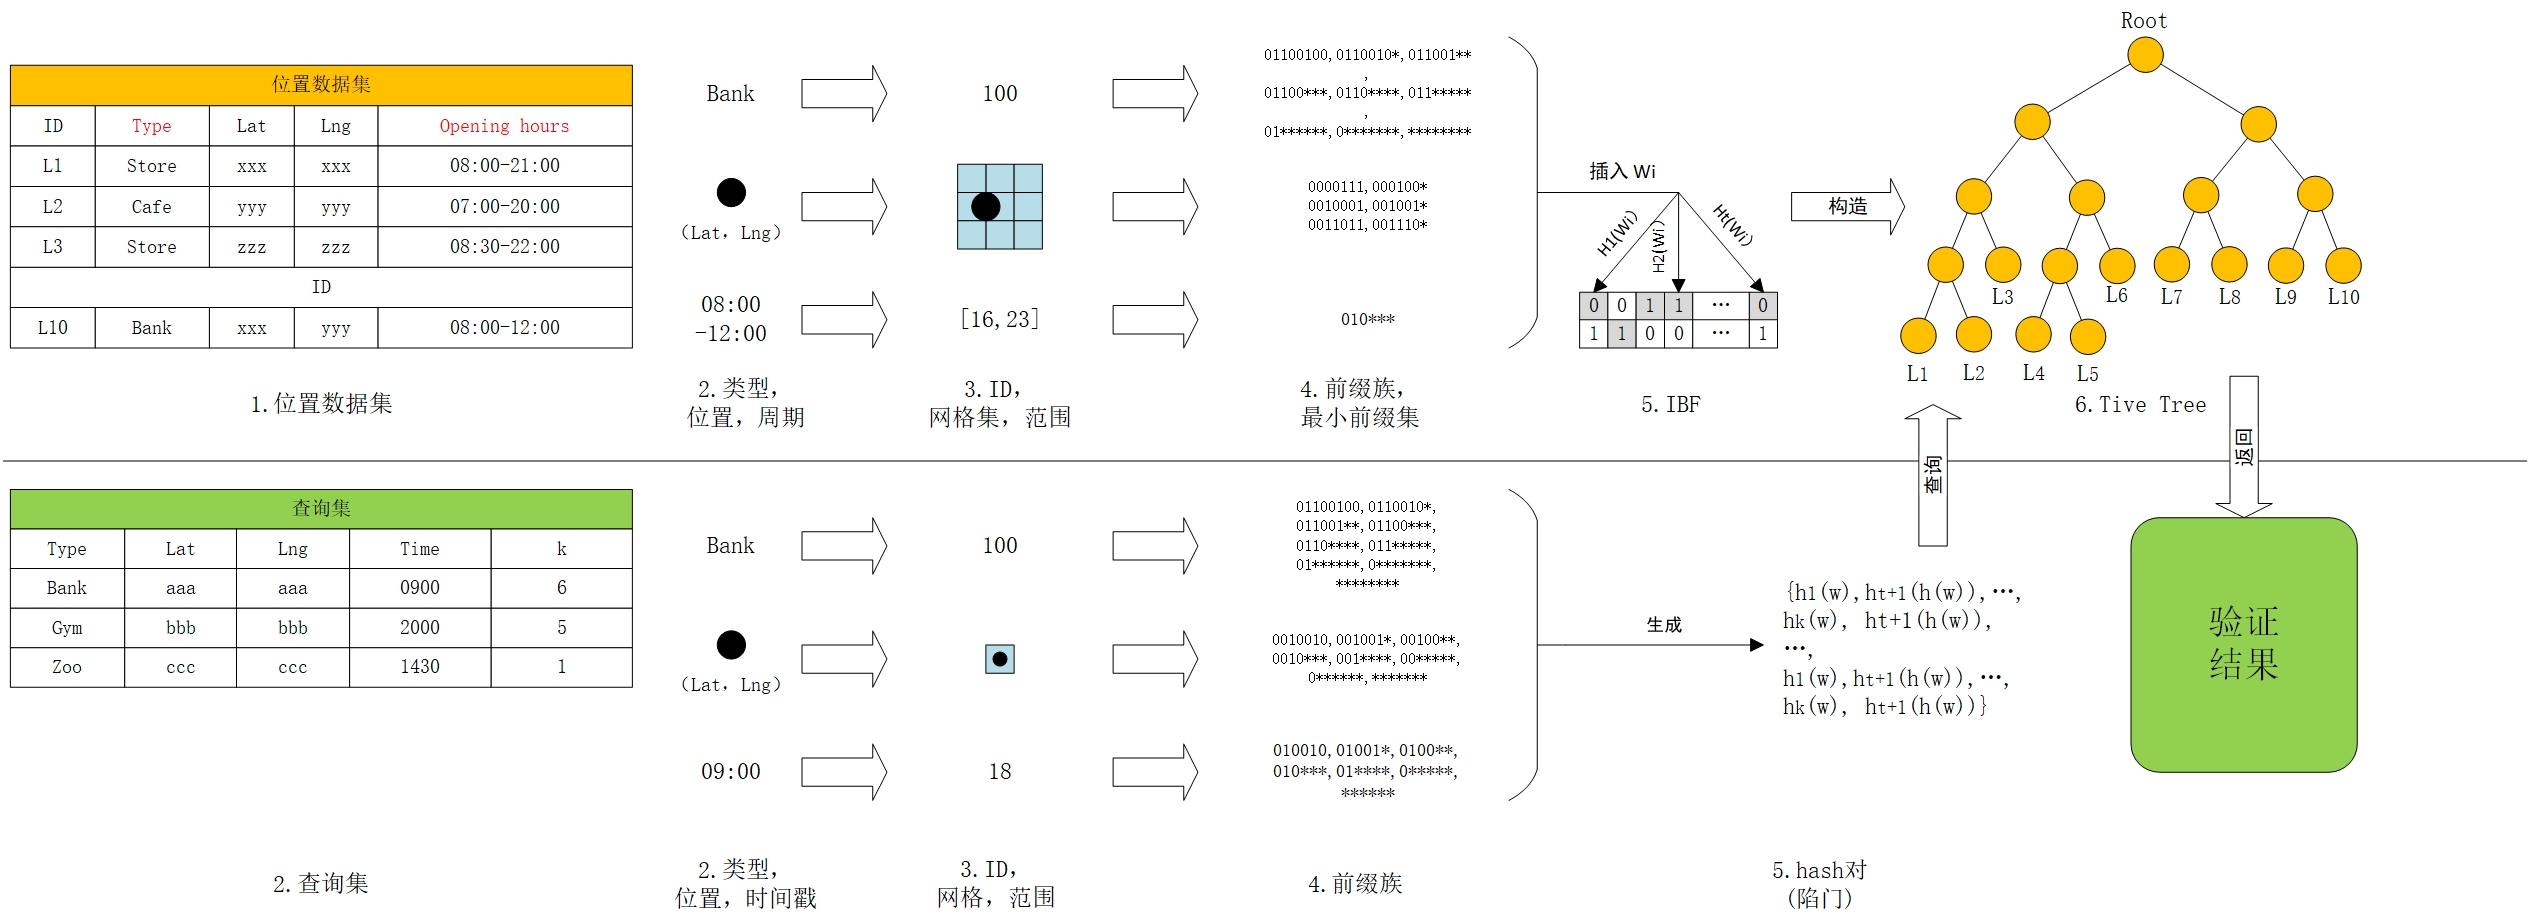 位置数据集
ID Type Lat Lng Opening hours
L1 Store xxx xxx 08:00-21:00
L2 Cafe yyy yyy 07:00-20:00
L3 Store zzz zzz 08:30-22:00
ID
L10 Bank xxx yyy 08:00-12:00
1.位置数据集
Bank
(Lat, Lng)
08:00
-12:00
2.类型,
位置, 周期
100
[16,23]
3.ID,
网格集, 范围
01100100,0110010*,011001**
,
01100***,0110****,011*****
,
01******,0*******,********
0000111,000100*
0010001,001001*
0011011,001110*
010***
4.前缀族,
最小前缀集
插入 Wi
H1(Wi)
H2(Wi)
Ht(Wi)
0 0 1 1 … 0
1 1 0 0 … 1
5.IBF
构造
Root
L3 L6 L7 L8 L9 L10
L1 L2 L4 L5
6.Tive Tree
查询
返回
查询集
Type Lat Lng Time k
Bank aaa aaa 0900 6
Gym bbb bbb 2000 5
Zoo ccc ccc 1430 1
2.查询集
Bank
(Lat, Lng)
09:00
2.类型,
位置, 时间戳
100
18
3.ID,
网格, 范围
01100100,0110010*,
011001**,01100***,
0110****,011*****,
01******,0*******,
********
0010010,001001*,00100**,
0010***,001****,00*****,
0******,*******
010010,01001*,0100**,
010***,01****,0*****,
******
4.前缀族
生成
{h1(w),ht+1(h(w)),…,
hk(w), ht+1(h(w)),
…,
h1(w),ht+1(h(w)),…,
hk(w), ht+1(h(w))}
5.hash对
(陷门)
验证
结果